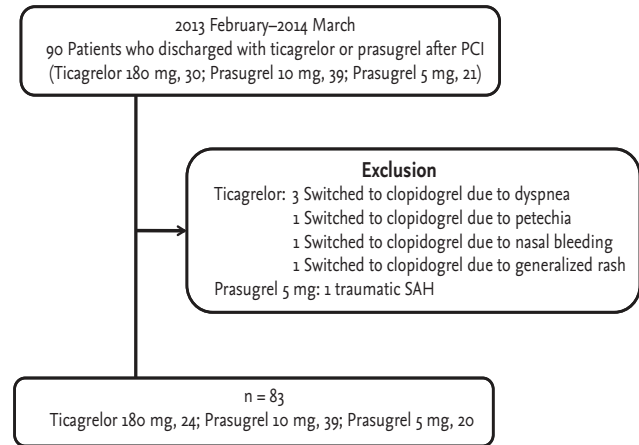 2013 February–2014 March
90 Patients who discharged with ticagrelor or prasugrel after PCI
(Ticagrelor 180 mg, 30; Prasugrel 10 mg, 39; Prasugrel 5 mg, 21)
Exclusion
Ticagrelor: 3 Switched to clopidogrel due to dyspnea
1 Switched to clopidogrel due to petechia
1 Switched to clopidogrel due to nasal bleeding
1 Switched to clopidogrel due to generalized rash
Prasugrel 5 mg: 1 traumatic SAH
n = 83
Ticagrelor 180 mg, 24; Prasugrel 10 mg, 39; Prasugrel 5 mg, 20